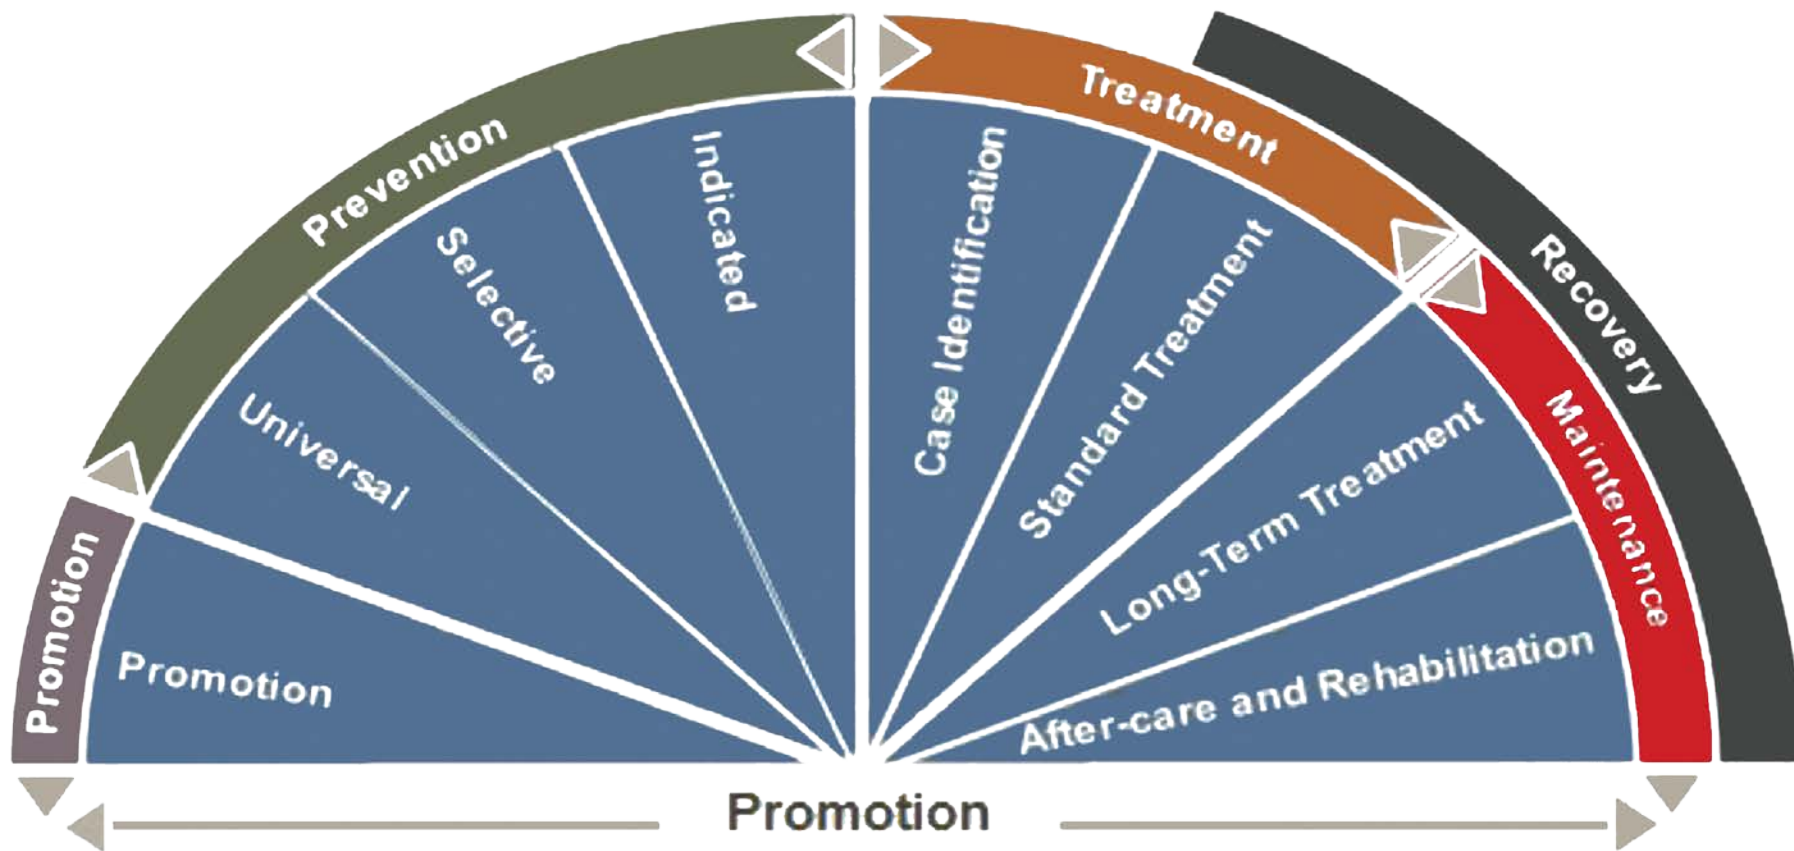 Promotion
Prevention
Treatment
Recovery
Maintenance
Promotion
Universal
Selective
Indicated
Case Identification
Standard Treatment
Long-Term Treatment
After-care and Rehabilitation
Promotion